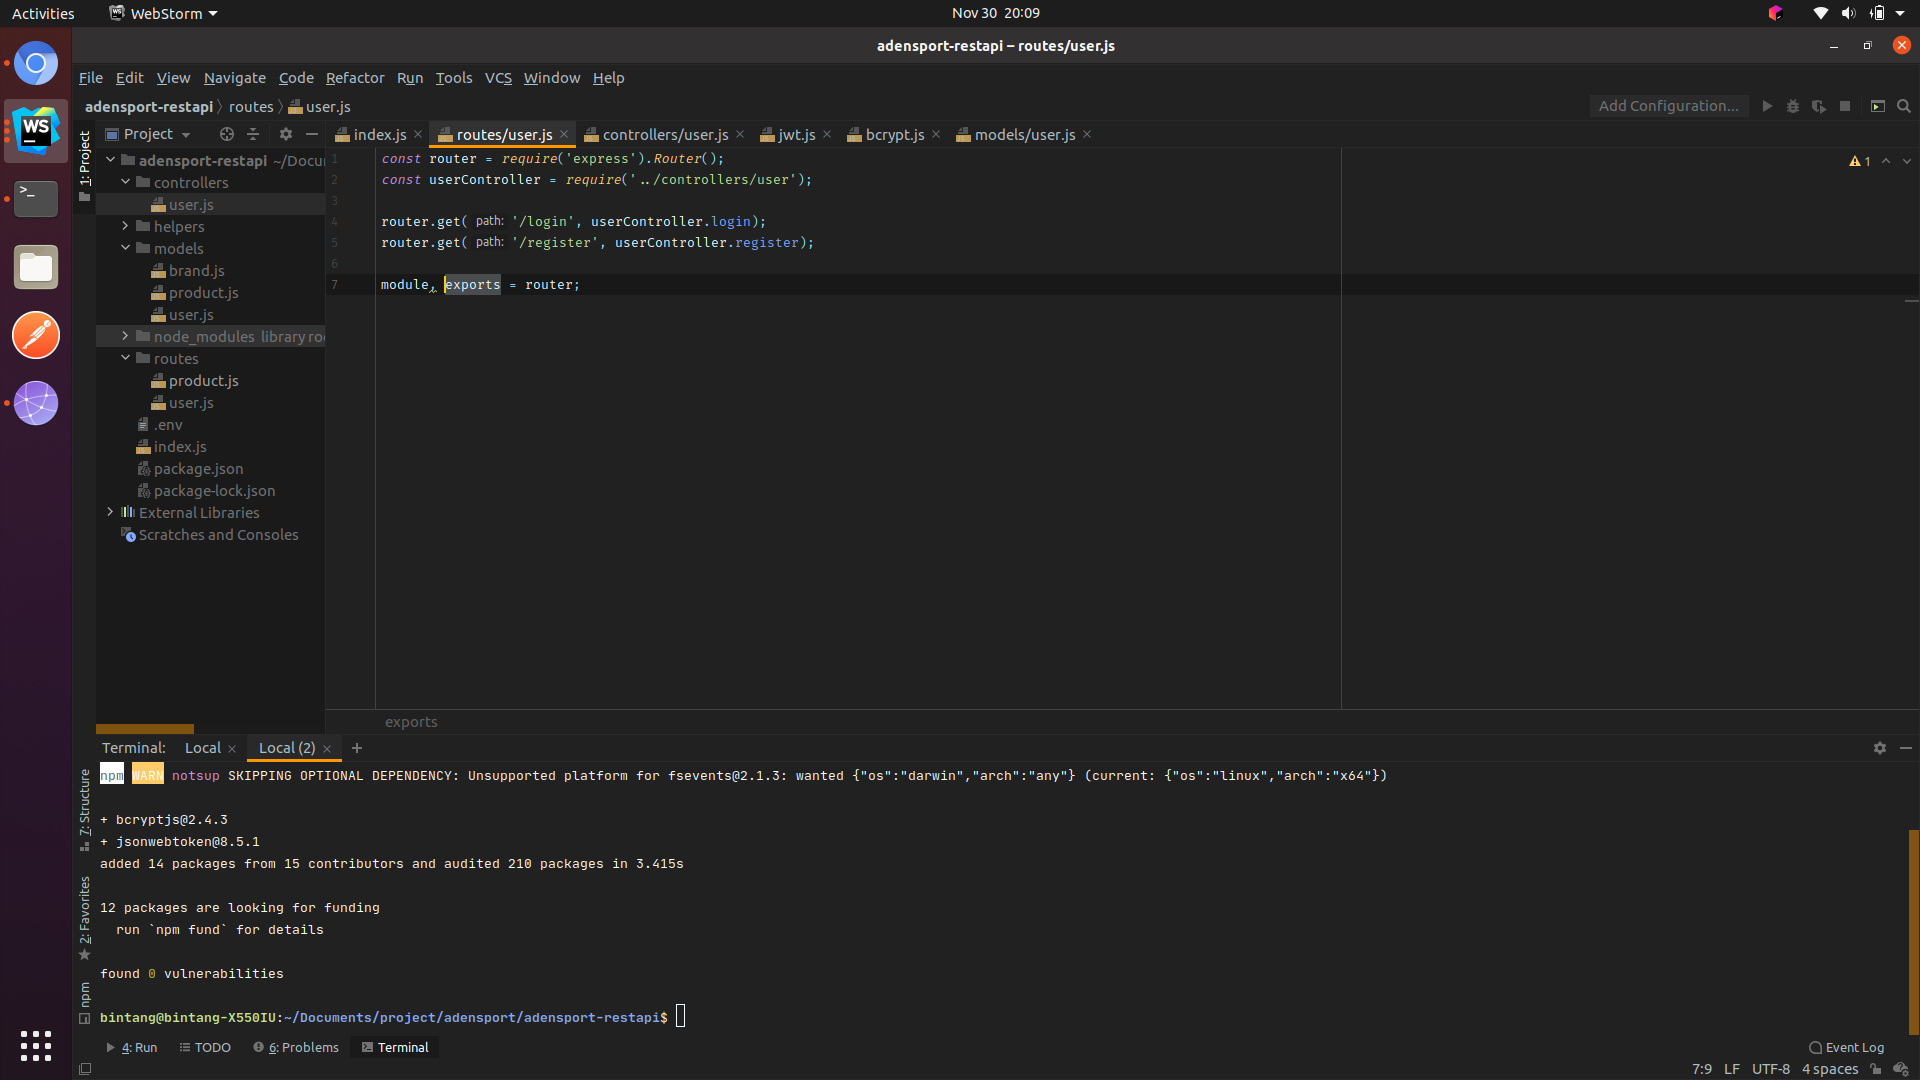 Activities
WebStorm
Nov 30 20:09
adensport-restapi – routes/user.js
File Edit View Navigate Code Refactor Run Tools VCS Window Help
adensport-restapi routes user.js
Add Configuration...
1: Project
Project
index.js
routes/user.js
controllers/user.js
jwt.js
bcrypt.js
models/user.js
adensport-restapi ~/Docu
controllers
user.js
helpers
models
brand.js
product.js
user.js
node_modules library roo
routes
product.js
user.js
.env
index.js
package.json
package-lock.json
External Libraries
Scratches and Consoles
1 const router = require('express').Router();
2 const userController = require('../controllers/user');
3
4 router.get( path: '/login', userController.login);
5 router.get( path: '/register', userController.register);
6
7 module, exports = router;
1
exports
Terminal: Local Local (2)
7: Structure
2: Favorites
npm
npm WARN notsup SKIPPING OPTIONAL DEPENDENCY: Unsupported platform for fsevents@2.1.3: wanted {"os":"darwin","arch":"any"} (current: {"os":"linux","arch":"x64"})
+ bcryptjs@2.4.3
+ jsonwebtoken@8.5.1
added 14 packages from 15 contributors and audited 210 packages in 3.415s
12 packages are looking for funding
run `npm fund` for details
found 0 vulnerabilities
bintang@bintang-X550IU:~/Documents/project/adensport/adensport-restapi$
4: Run TODO 6: Problems Terminal
Event Log
7:9 LF UTF-8 4 spaces